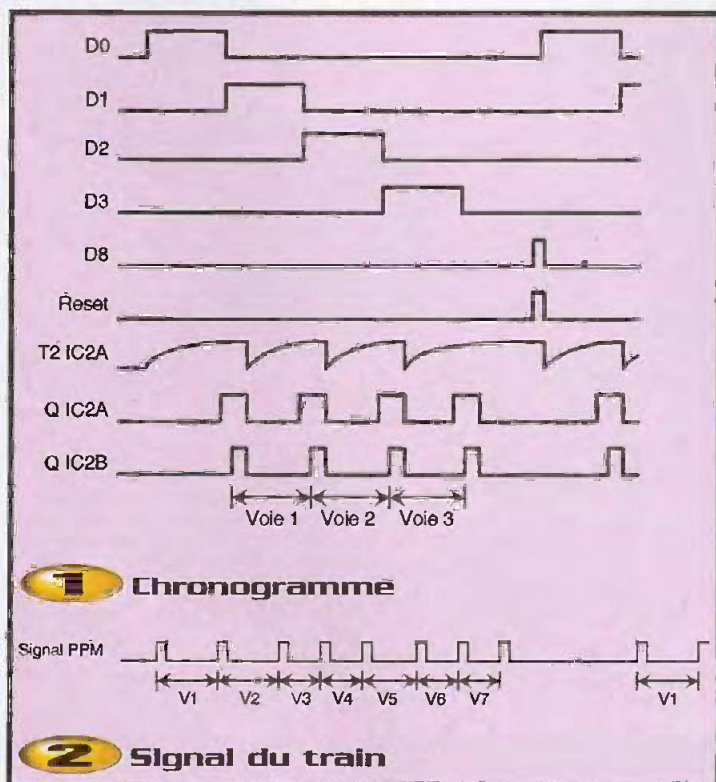 D0
D1
D2
D3
D8
Reset
T2 IC2A
Q IC2A
Q IC2B
Voie 1 Voie 2 Voie 3
1 Chronogramme
Signal PPM
V1 V2 V3 V4 V5 V6 V7 V1
2 Signal du train